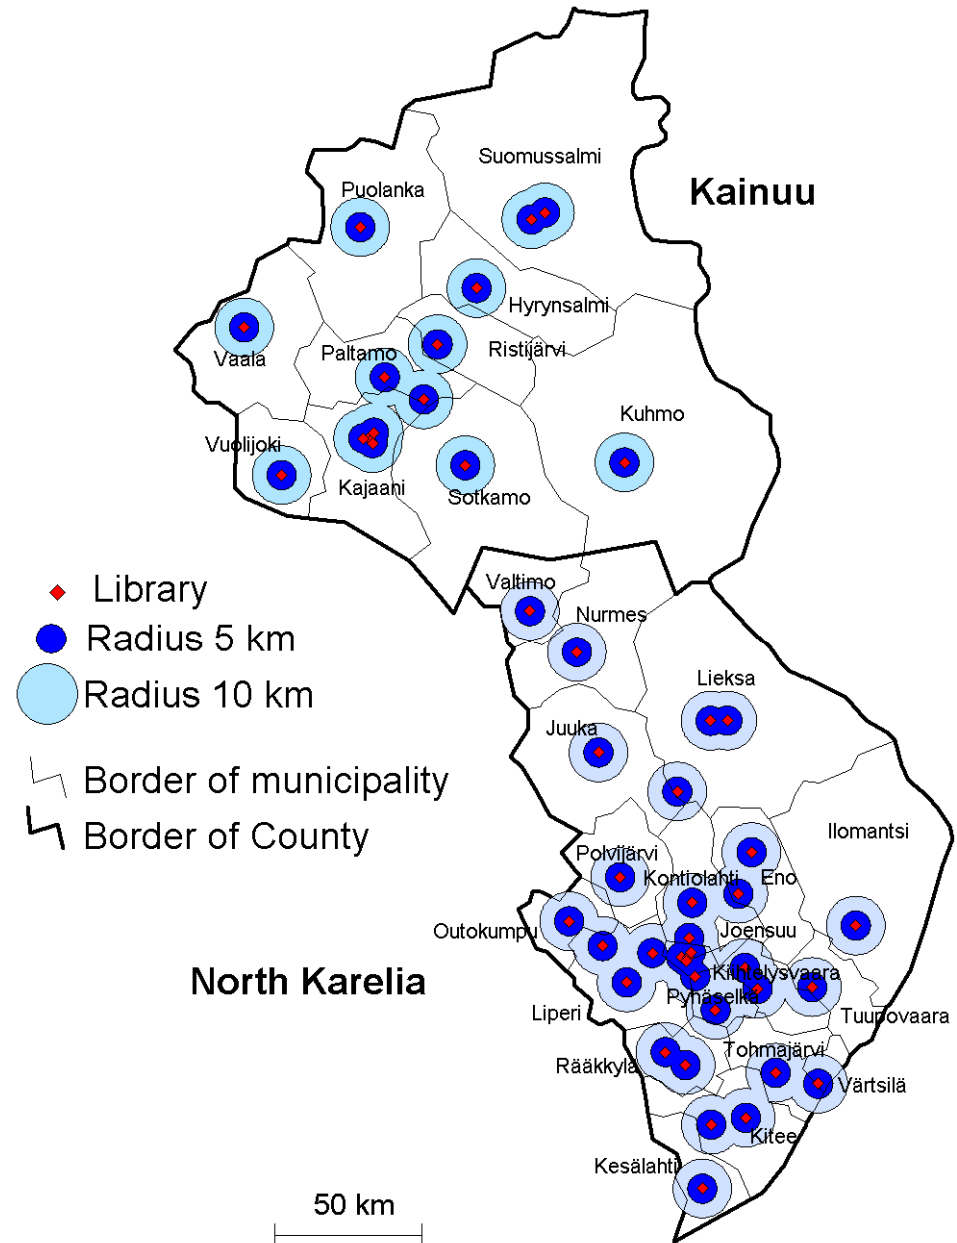 Suomussalmi
Puolanka
Kainuu
Hyrynsalmi
Ristijärvi
Paltamo
Vaala
Kuhmo
Vuolijoki
Kajaani
Sotkamo
Library
Radius 5 km
Radius 10 km
Border of municipality
Border of County
Valtimo
Nurmes
Lieksa
Juuka
Ilomantsi
Polvijärvi
Kontiolahti
Eno
Outokumpu
Joensuu
North Karelia
Kiihtelysvaara
Pyhäselkä
Liperi
Tuupovaara
Tohmajärvi
Rääkkylä
Värtsilä
Kitee
Kesälahti
50 km